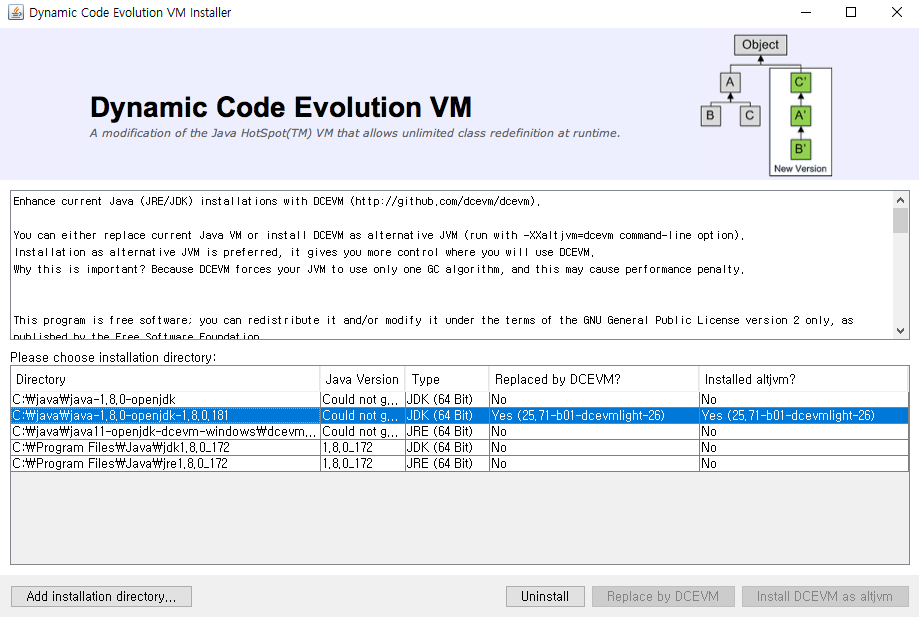 Dynamic Code Evolution VM Installer
Object
A
C'
B
C
A'
B'
New Version
Dynamic Code Evolution VM
A modification of the Java HotSpot(TM) VM that allows unlimited class redefinition at runtime.
Enhance current Java (JRE/JDK) installations with DCEVM (http://github.com/dcevm/dcevm).
You can either replace current Java VM or install DCEVM as alternative JVM (run with -XXaltjvm=dcevm command-line option).
Installation as alternative JVM is preferred, it gives you more control where you will use DCEVM.
Why this is important? Because DCEVM forces your JVM to use only one GC algorithm, and this may cause performance penalty.
This program is free software; you can redistribute it and/or modify it under the terms of the GNU General Public License version 2 only, as
published by the Free Software Foundation.
Please choose installation directory:
Directory Java Version Type Replaced by DCEVM? Installed altjvm?
C:₩java₩java-1.8.0-openjdk Could not g... JDK (64 Bit) No No
C:₩java₩java-1.8.0-openjdk-1.8.0.181 Could not g... JDK (64 Bit) Yes (25.71-b01-dcevmlight-26) Yes (25.71-b01-dcevmlight-26)
C:₩java₩java11-openjdk-dcevm-windows₩dcevm... Could not g... JRE (64 Bit) No No
C:₩Program Files₩Java₩jdk1.8.0_172 1.8.0_172 JDK (64 Bit) No No
C:₩Program Files₩Java₩jre1.8.0_172 1.8.0_172 JRE (64 Bit) No No
Add installation directory... Uninstall Replace by DCEVM Install DCEVM as altjvm